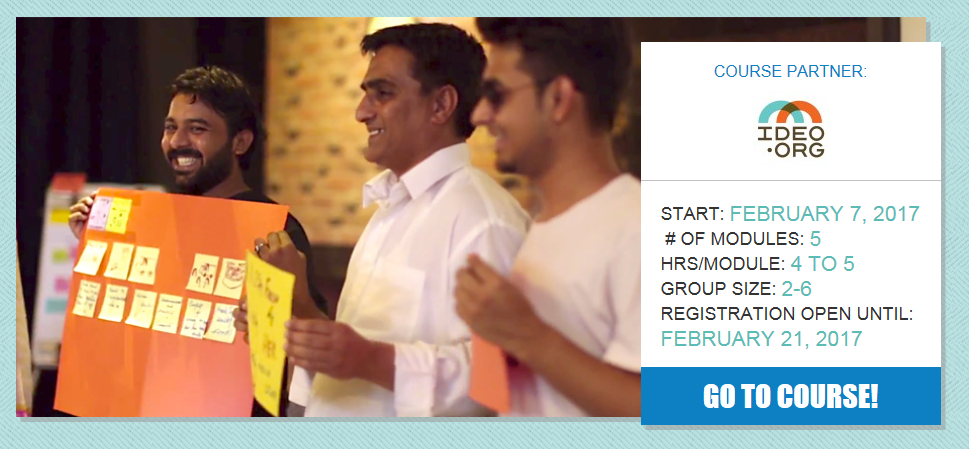 COURSE PARTNER:
IDEO
.ORG
START: FEBRUARY 7, 2017
# OF MODULES: 5
HRS/MODULE: 4 TO 5
GROUP SIZE: 2-6
REGISTRATION OPEN UNTIL:
FEBRUARY 21, 2017
GO TO COURSE!